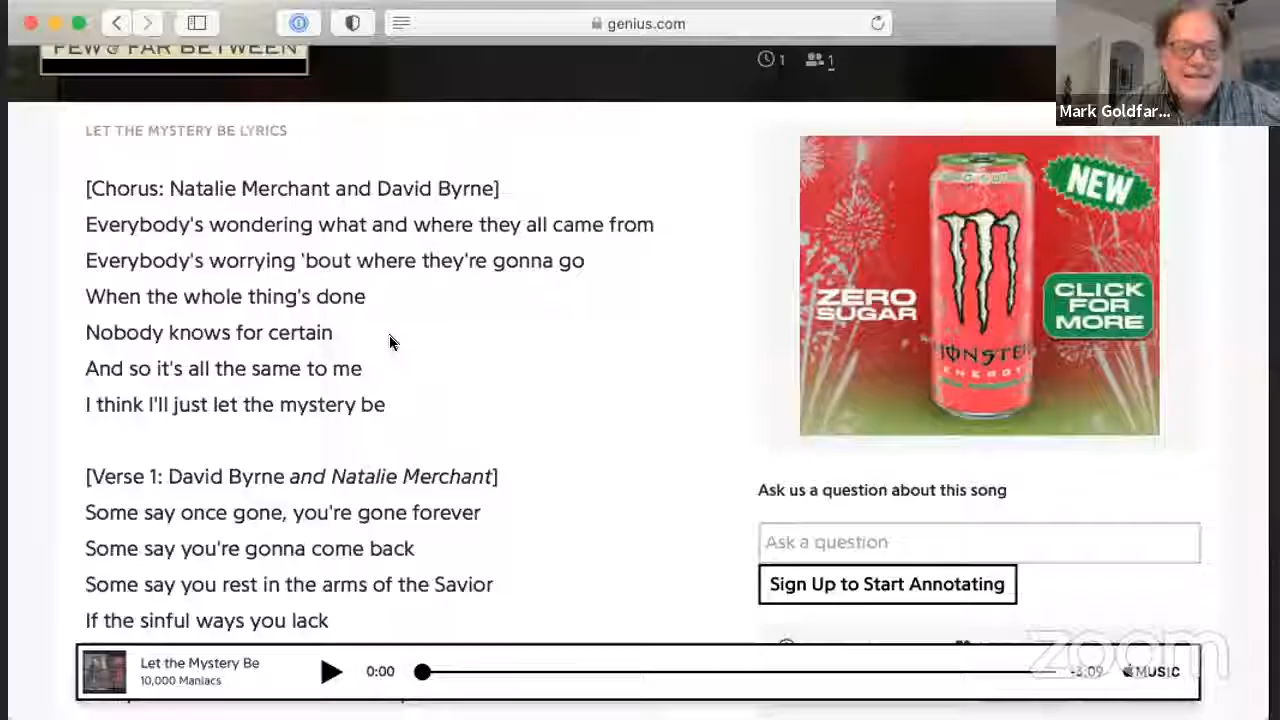 genius.com
FEW & FAR BETWEEN
1
1
Mark Goldfar...
LET THE MYSTERY BE LYRICS
[Chorus: Natalie Merchant and David Byrne]
Everybody's wondering what and where they all came from
Everybody's worrying 'bout where they're gonna go
When the whole thing's done
Nobody knows for certain
And so it's all the same to me
I think I'll just let the mystery be
[Verse 1: David Byrne and Natalie Merchant]
Some say once gone, you're gone forever
Some say you're gonna come back
Some say you rest in the arms of the Savior
If the sinful ways you lack
NEW
ZERO
SUGAR
CLICK
FOR
MORE
MONSTER
ENERGY
Ask us a question about this song
Ask a question
Sign Up to Start Annotating
Let the Mystery Be
10,000 Maniacs
0:00
-3:09
MUSIC
zoom